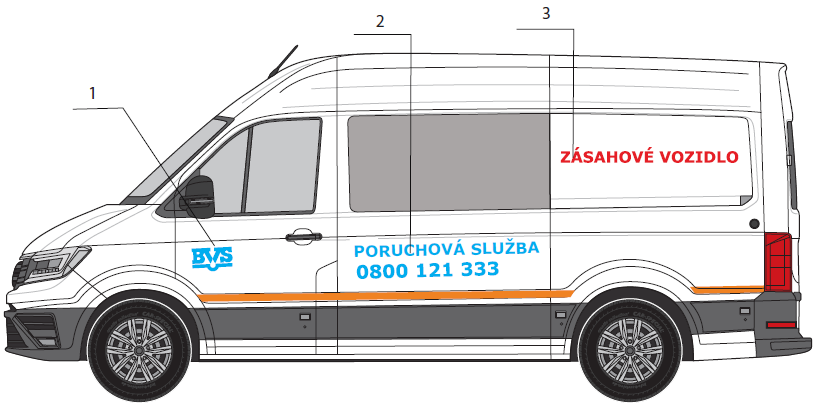 1
2
3
ZÁSAHOVÉ VOZIDLO
BVS
PORUCHOVÁ SLUŽBA
0800 121 333